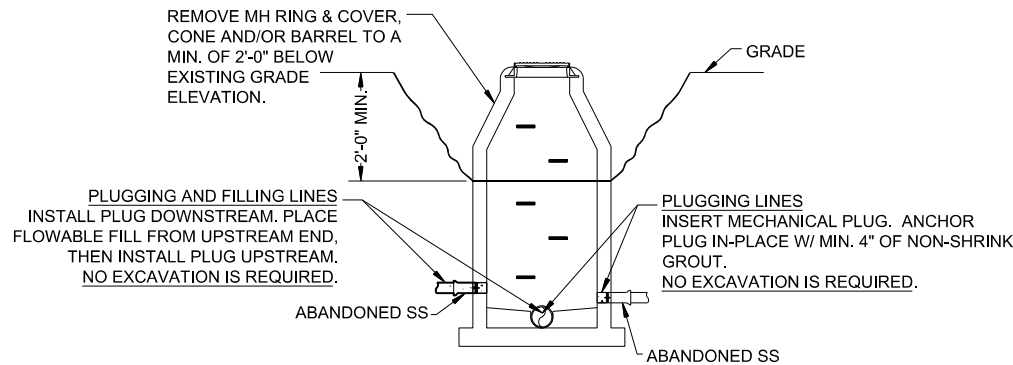 REMOVE MH RING & COVER,
CONE AND/OR BARREL TO A
MIN. OF 2'-0" BELOW
EXISTING GRADE
ELEVATION.
GRADE
2'-0" MIN.
PLUGGING AND FILLING LINES
INSTALL PLUG DOWNSTREAM. PLACE
FLOWABLE FILL FROM UPSTREAM END,
THEN INSTALL PLUG UPSTREAM.
NO EXCAVATION IS REQUIRED.
ABANDONED SS
PLUGGING LINES
INSERT MECHANICAL PLUG. ANCHOR
PLUG IN-PLACE W/ MIN. 4" OF NON-SHRINK
GROUT.
NO EXCAVATION IS REQUIRED.
ABANDONED SS